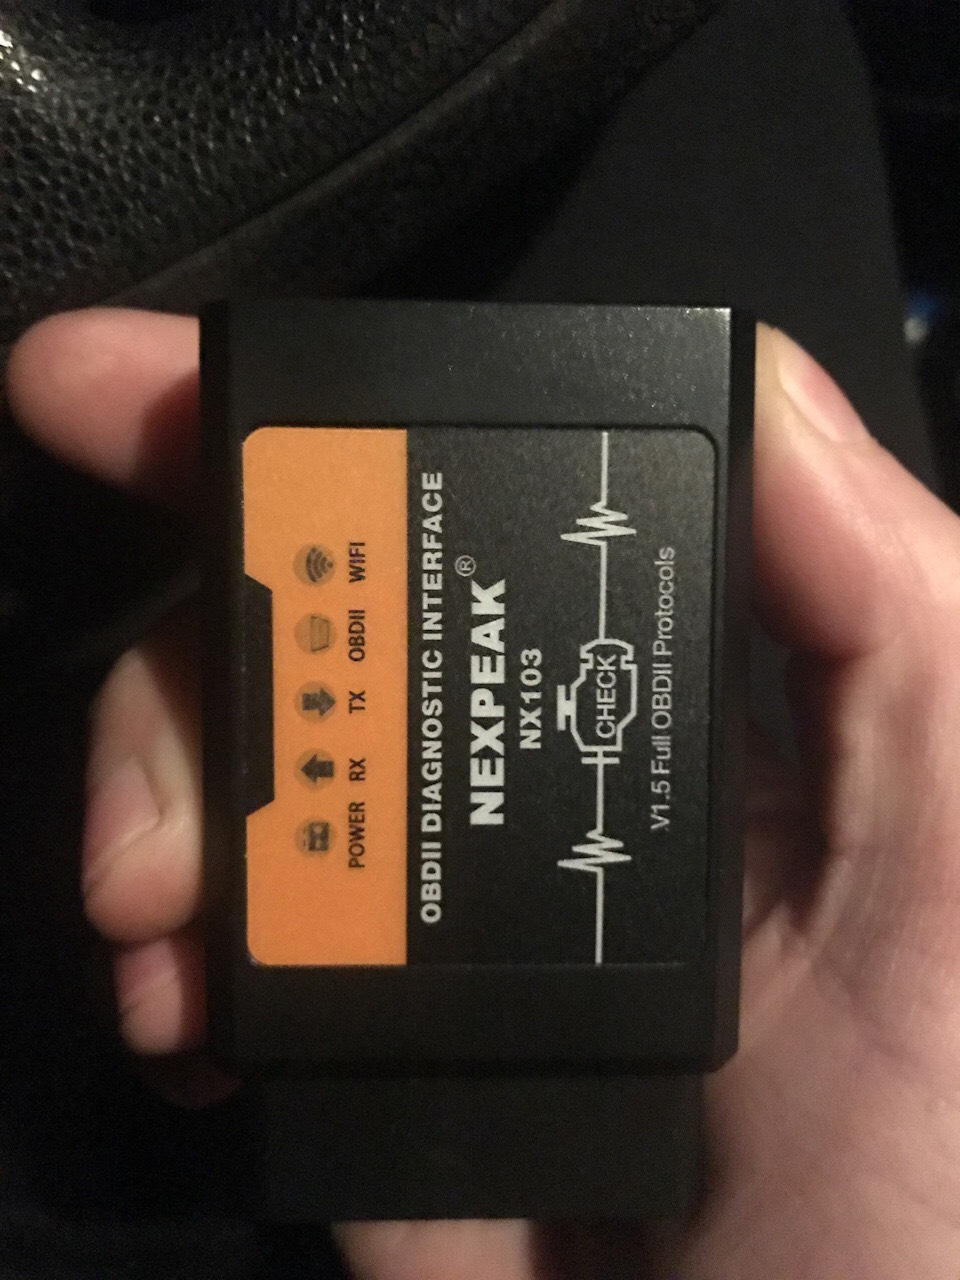 POWER RX TX OBDII WIFI
OBDII DIAGNOSTIC INTERFACE
NEXPEAK®
NX103
CHECK
V1.5 Full OBDII Protocols